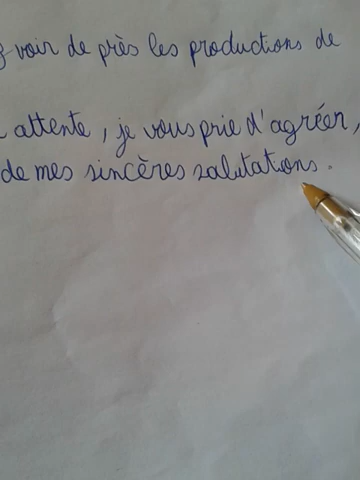 voir de près les productions de
attente, je vous prie d'agréer,
de mes sincères salutations.